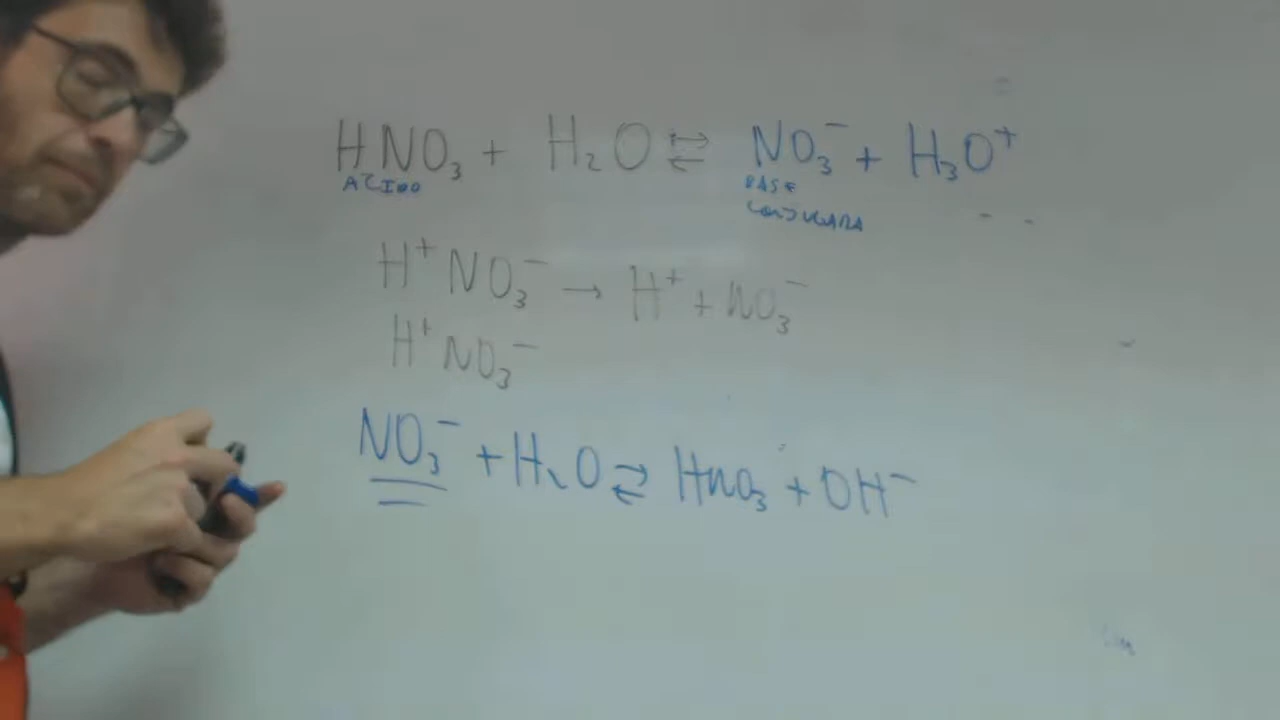 HNO₃ + H₂O ⇄ NO₃⁻ + H₃O⁺
ACIDO BASE
CONJUGADA
H⁺ NO₃⁻ → H⁺ + NO₃⁻
H⁺ NO₃⁻
NO₃⁻ + H₂O ⇄ HnO₃ + OH⁻